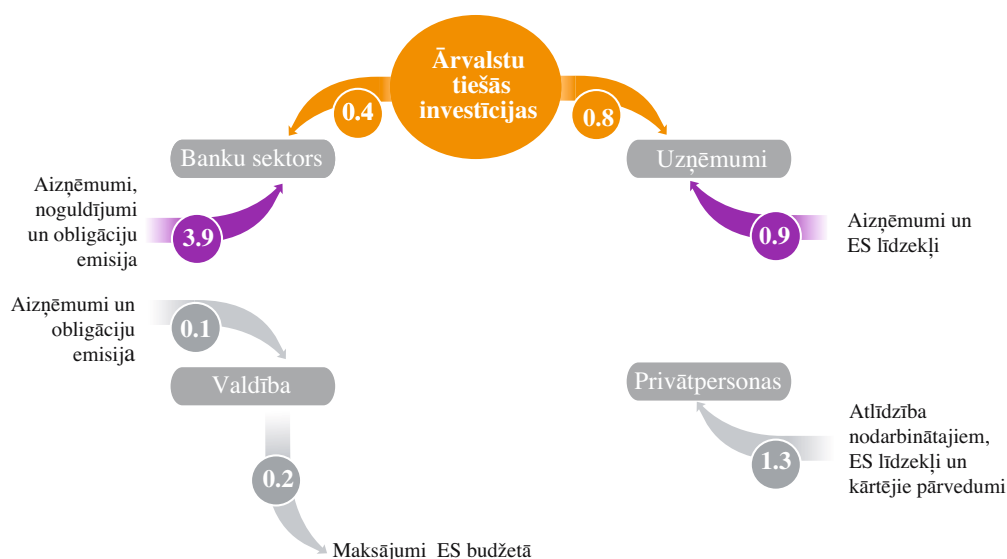 Ārvalstu
tiešās
investīcijas
0.4
0.8
Banku sektors
Uzņēmumi
Aizņēmumi,
noguldījumi
un obligāciju
emisija
3.9
0.9
Aizņēmumi un
ES līdzekļi
Aizņēmumi un
obligāciju
emisija
0.1
Valdība
Privātpersonas
0.2
1.3
Atlīdzība
nodarbinātajiem,
ES līdzekļi un
kārtējie pārvedumi
Maksājumi ES budžetā